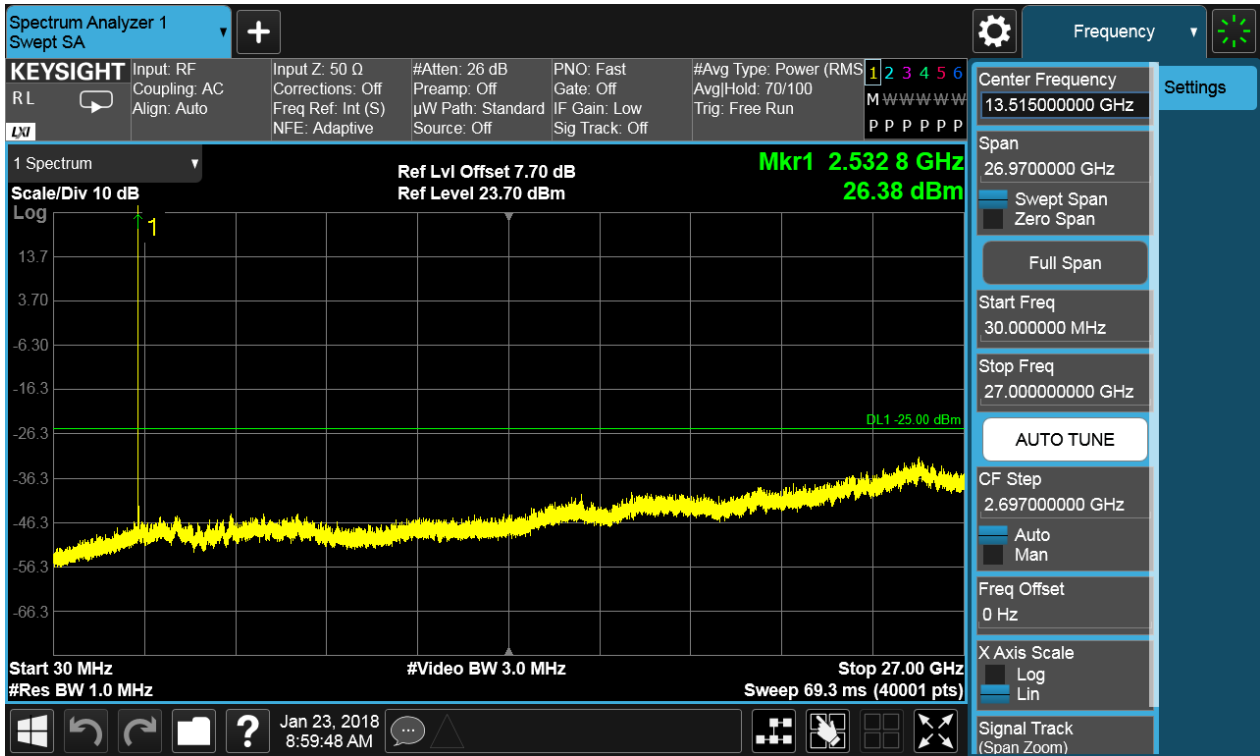 Spectrum Analyzer 1
Swept SA
Frequency
KEYSIGHT
R L
LXI
Input: RF
Coupling: AC
Align: Auto
Input Z: 50 Ω
Corrections: Off
Freq Ref: Int (S)
NFE: Adaptive
#Atten: 26 dB
Preamp: Off
µW Path: Standard
Source: Off
PNO: Fast
Gate: Off
IF Gain: Low
Sig Track: Off
#Avg Type: Power (RMS
Avg|Hold: 70/100
Trig: Free Run
1 2 3 4 5 6
M W W W W W
P P P P P P
1 Spectrum
Scale/Div 10 dB
Ref Lvl Offset 7.70 dB
Ref Level 23.70 dBm
Mkr1 2.532 8 GHz
26.38 dBm
Log
1
13.7
3.70
-6.30
-16.3
-26.3
-36.3
-46.3
-56.3
-66.3
DL1 -25.00 dBm
Start 30 MHz
#Res BW 1.0 MHz
#Video BW 3.0 MHz
Stop 27.00 GHz
Sweep 69.3 ms (40001 pts)
Center Frequency
13.515000000 GHz
Settings
Span
26.9700000 GHz
Swept Span
Zero Span
Full Span
Start Freq
30.000000 MHz
Stop Freq
27.000000000 GHz
AUTO TUNE
CF Step
2.697000000 GHz
Auto
Man
Freq Offset
0 Hz
X Axis Scale
Log
Lin
Signal Track
(Span Zoom)
?
Jan 23, 2018
8:59:48 AM